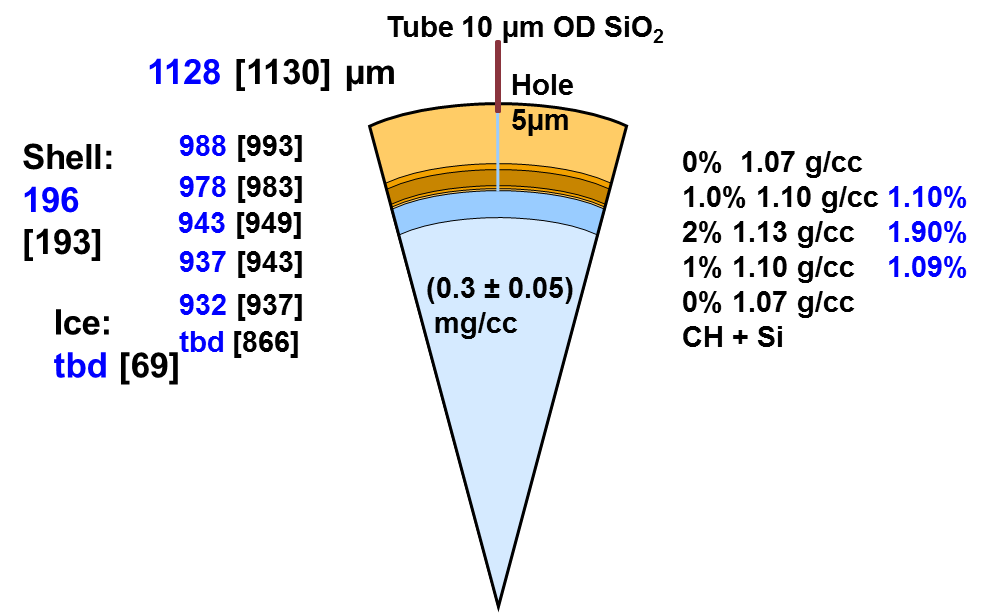 Tube 10 µm OD SiO₂
1128 [1130] µm
Hole
5µm
Shell:
196
[193]
988 [993]
978 [983]
943 [949]
937 [943]
932 [937]
tbd [866]
Ice:
tbd [69]
(0.3 ± 0.05)
mg/cc
0% 1.07 g/cc
1.0% 1.10 g/cc 1.10%
2% 1.13 g/cc 1.90%
1% 1.10 g/cc 1.09%
0% 1.07 g/cc
CH + Si